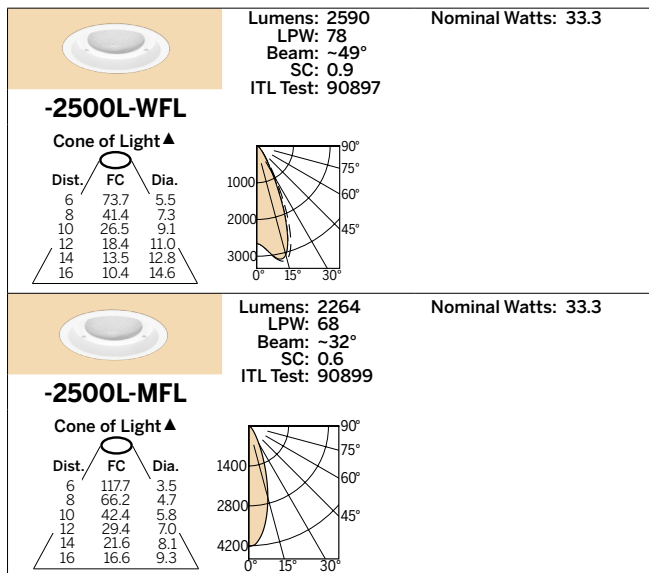 Lumens: 2590
LPW: 78
Beam: ~49°
SC: 0.9
ITL Test: 90897
Nominal Watts: 33.3
-2500L-WFL
Cone of Light▲
Dist. FC Dia.
6 73.7 5.5
8 41.4 7.3
10 26.5 9.1
12 18.4 11.0
14 13.5 12.8
16 10.4 14.6
90°
75°
60°
45°
1000
2000
3000
0° 15° 30°
Lumens: 2264
LPW: 68
Beam: ~32°
SC: 0.6
ITL Test: 90899
Nominal Watts: 33.3
-2500L-MFL
Cone of Light▲
Dist. FC Dia.
6 117.7 3.5
8 66.2 4.7
10 42.4 5.8
12 29.4 7.0
14 21.6 8.1
16 16.6 9.3
90°
75°
60°
45°
1400
2800
4200
0° 15° 30°